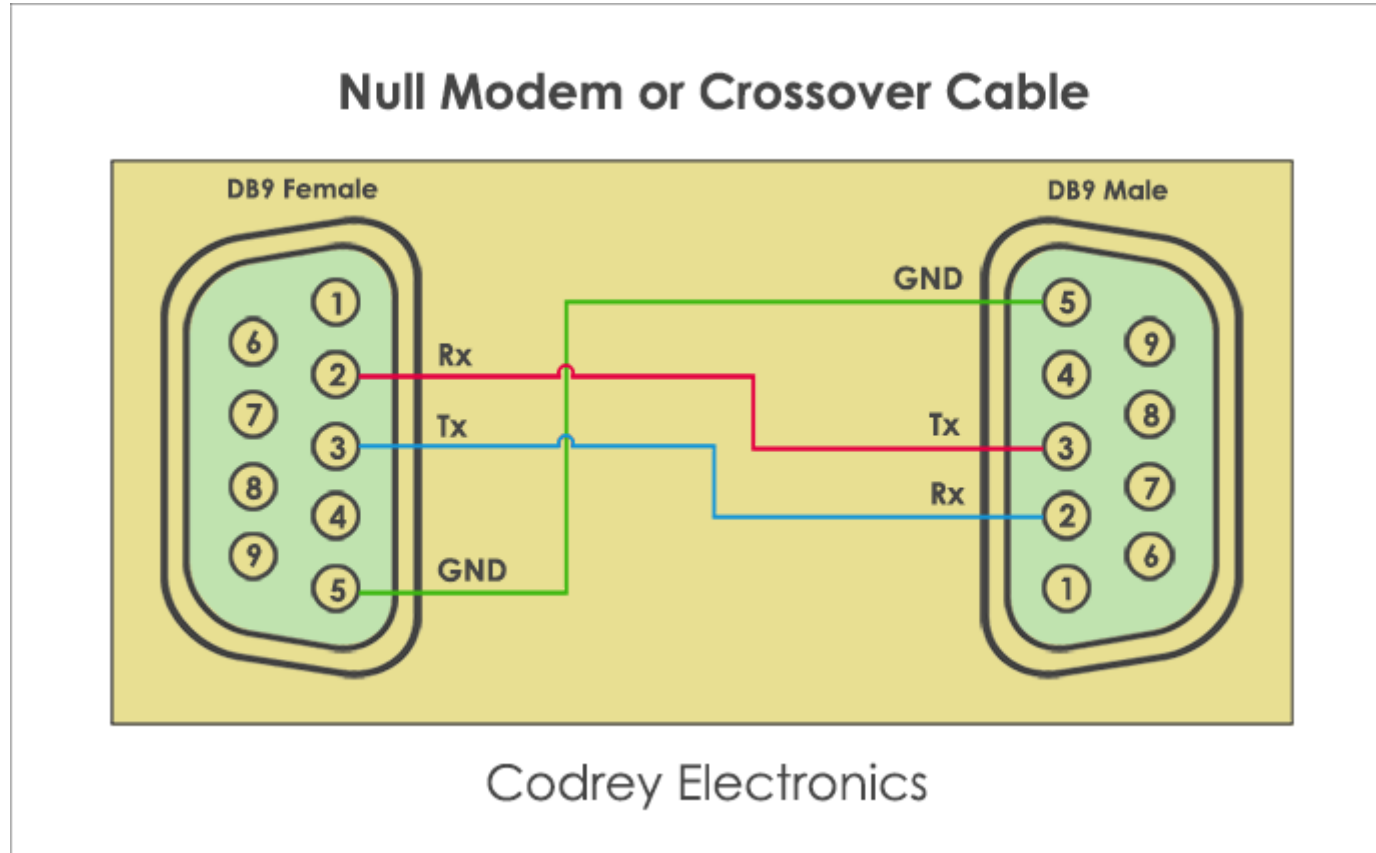 Null Modem or Crossover Cable
DB9 Female
DB9 Male
1
6
2
7
3
8
4
9
5
Rx
Tx
GND
GND
Tx
Rx
5
9
4
8
3
7
2
6
1
Codrey Electronics